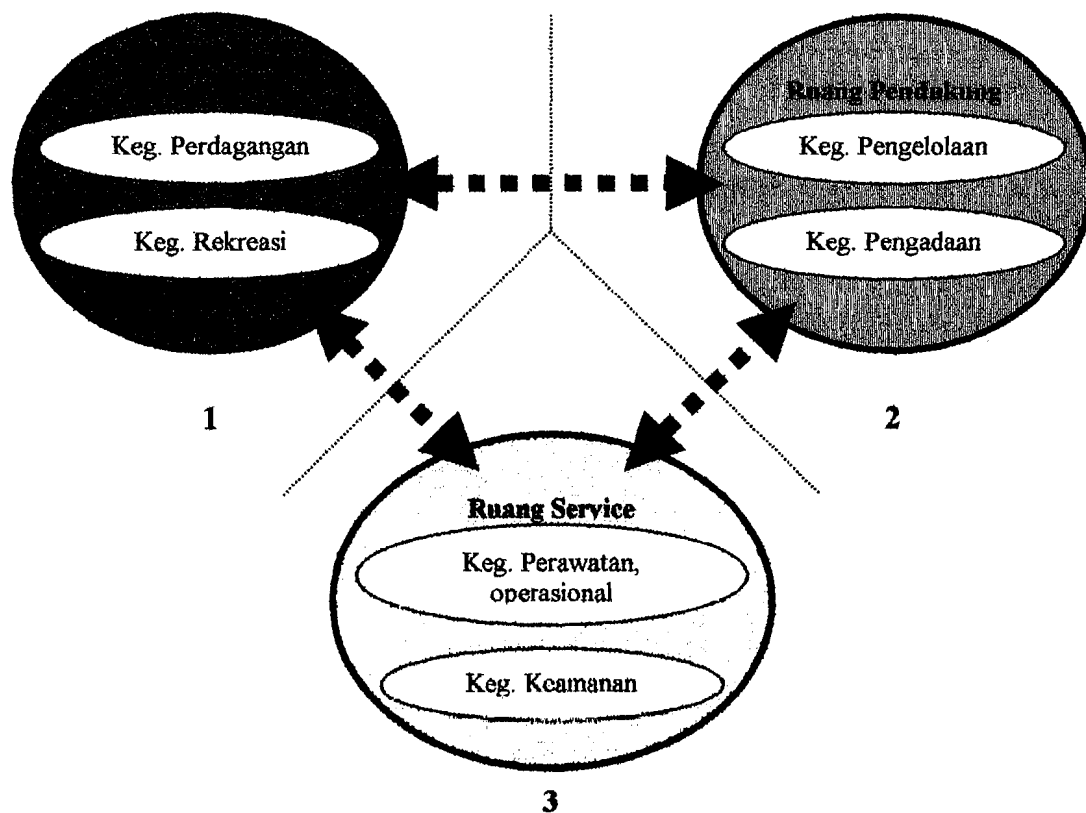 Keg. Perdagangan
Keg. Rekreasi
1
Ruang Pendukung
Keg. Pengelolaan
Keg. Pengadaan
2
Ruang Service
Keg. Perawatan,
operasional
Keg. Keamanan
3